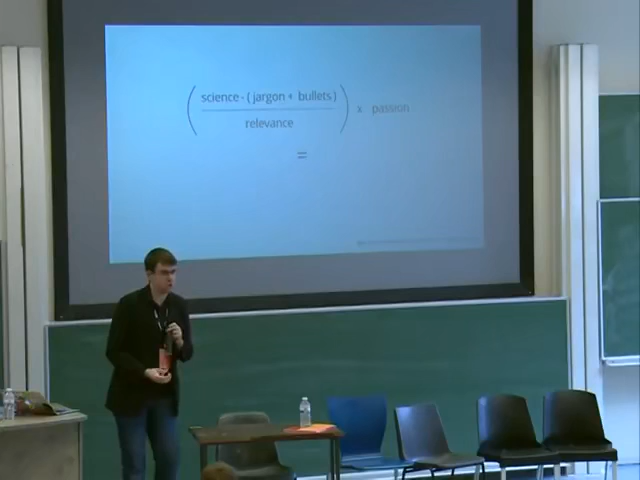 science - ( jargon + bullets )
relevance
x passion
=